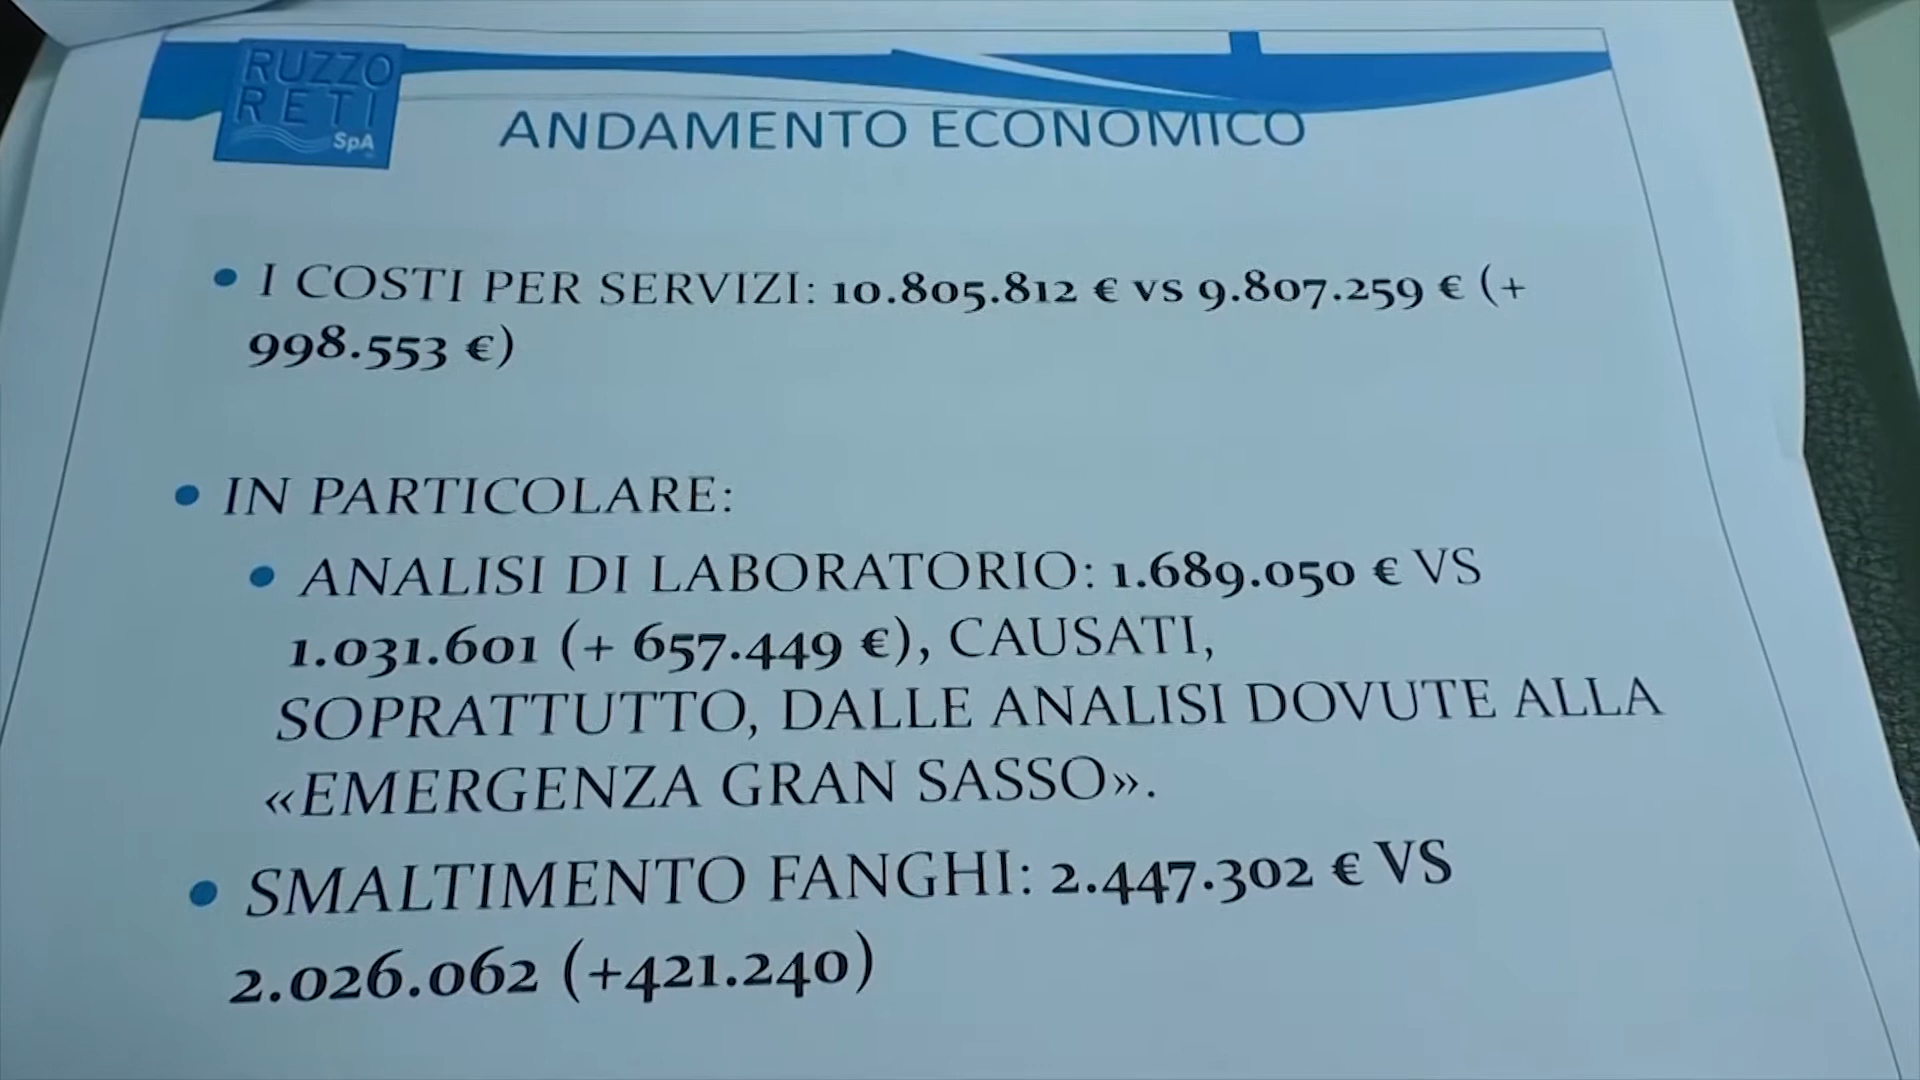 RUZZO
RETI
SpA
ANDAMENTO ECONOMICO
• I COSTI PER SERVIZI: 10.805.812 € vs 9.807.259 € (+
998.553 €)
• IN PARTICOLARE:
• ANALISI DI LABORATORIO: 1.689.050 € VS
1.031.601 (+ 657.449 €), CAUSATI,
SOPRATTUTTO, DALLE ANALISI DOVUTE ALLA
«EMERGENZA GRAN SASSO».
• SMALTIMENTO FANGHI: 2.447.302 € VS
2.026.062 (+421.240)